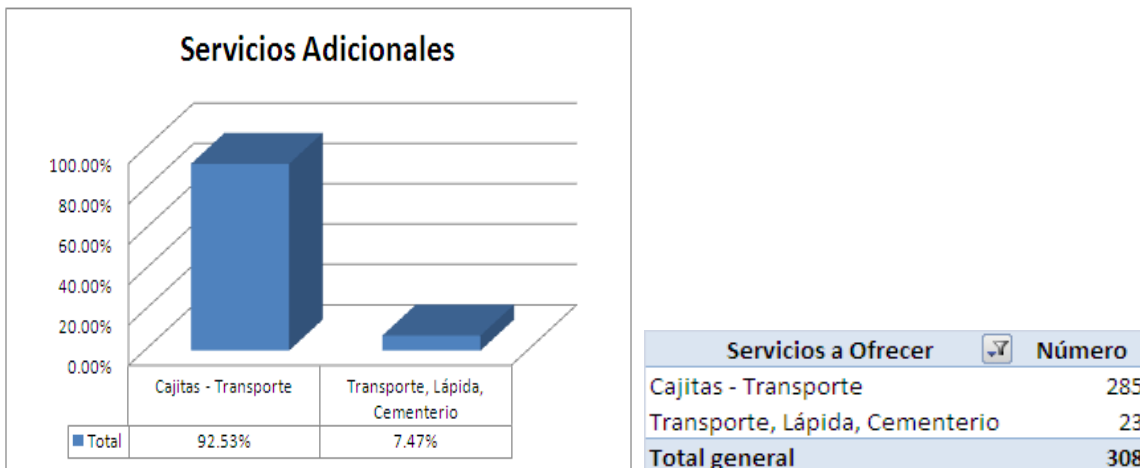 Servicios Adicionales
100.00%
80.00%
60.00%
40.00%
20.00%
0.00%
Cajitas - Transporte
Transporte, Lápida,
Cementerio
Total 92.53% 7.47%
Servicios a Ofrecer Número
Cajitas - Transporte 285
Transporte, Lápida, Cementerio 23
Total general 308